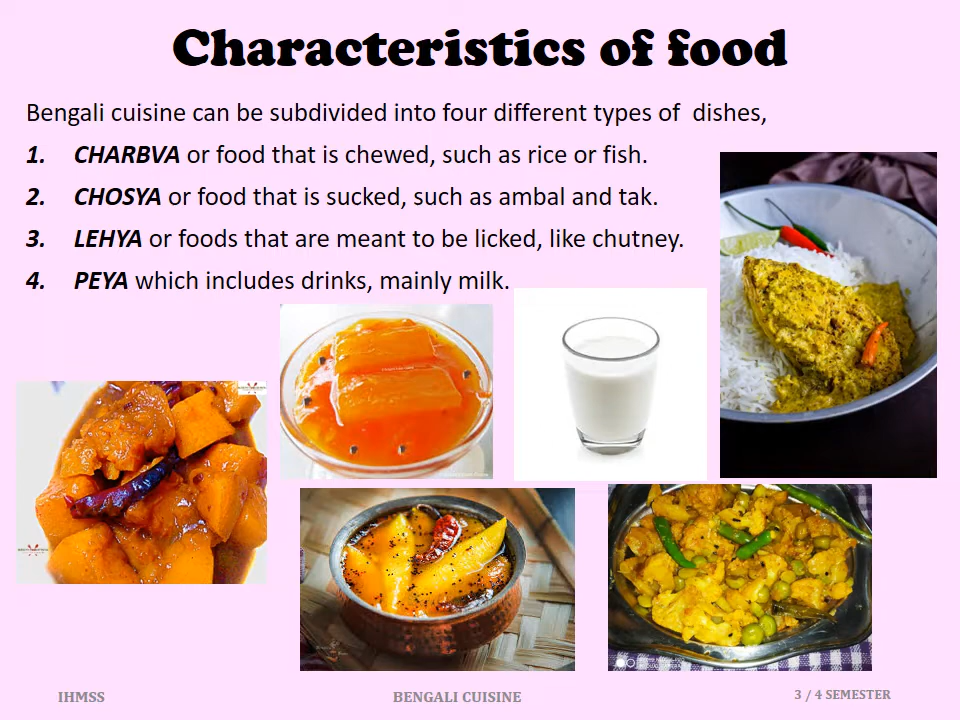 Characteristics of food
Bengali cuisine can be subdivided into four different types of dishes,
1. CHARBVA or food that is chewed, such as rice or fish.
2. CHOSYA or food that is sucked, such as ambal and tak.
3. LEHYA or foods that are meant to be licked, like chutney.
4. PEYA which includes drinks, mainly milk.
IHMSS
BENGALI CUISINE
3 / 4 SEMESTER